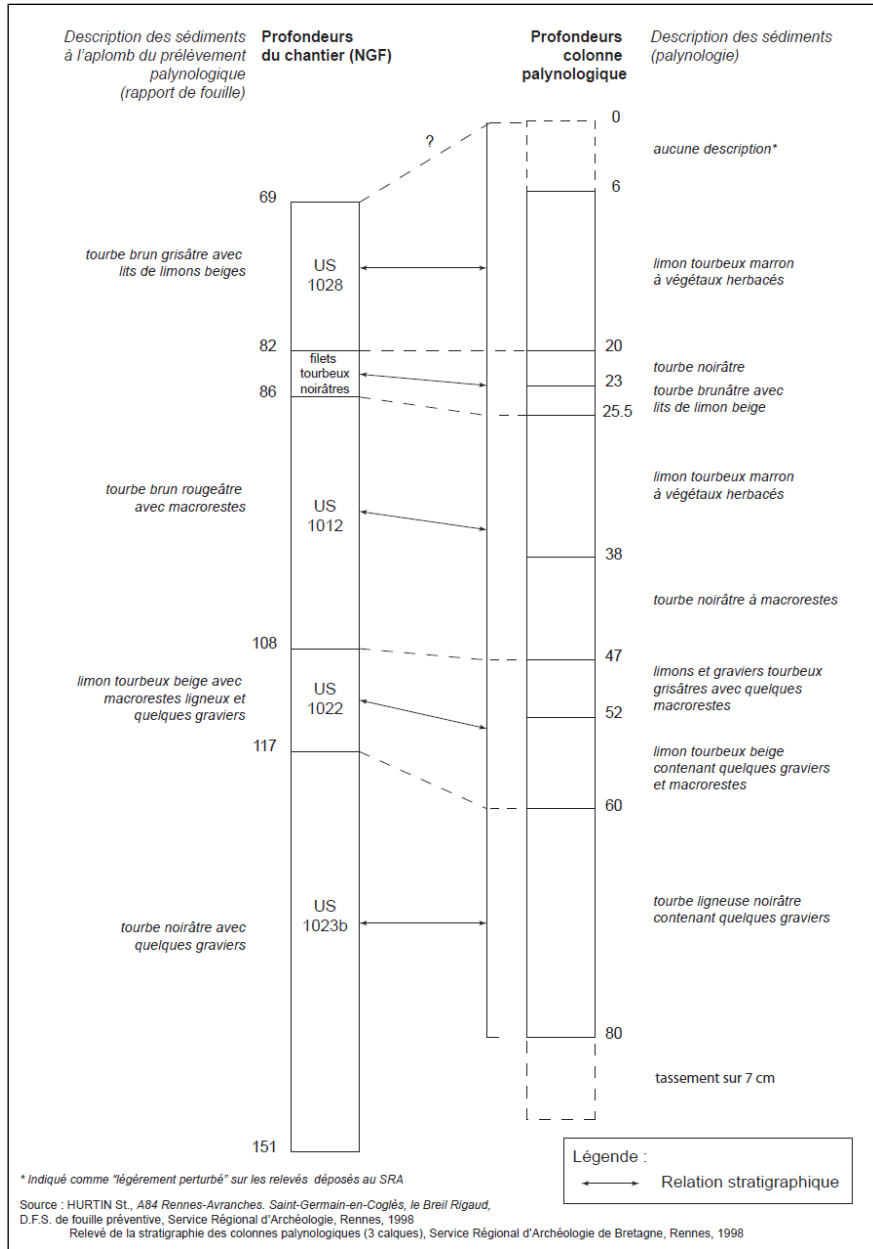 Description des sédiments
à l'aplomb du prélèvement
palynologique
(rapport de fouille)
Profondeurs
du chantier (NGF)
Profondeurs
colonne
palynologique
Description des sédiments
(palynologie)
0
?
aucune description*
6
69
tourbe brun grisâtre avec
lits de limons beiges
US
1028
limon tourbeux marron
à végétaux herbacés
82
20
filets
tourbeux
noirâtres
tourbe noirâtre
23
86
tourbe brunâtre avec
lits de limon beige
25.5
tourbe brun rougeâtre
avec macrorestes
US
1012
limon tourbeux marron
à végétaux herbacés
38
tourbe noirâtre à macrorestes
108
47
limon tourbeux beige avec
macrorestes ligneux et
quelques graviers
US
1022
limons et graviers tourbeux
grisâtres avec quelques
macrorestes
52
117
limon tourbeux beige
contenant quelques graviers
et macrorestes
60
tourbe noirâtre avec
quelques graviers
US
1023b
tourbe ligneuse noirâtre
contenant quelques graviers
80
tassement sur 7 cm
151
Légende :
Relation stratigraphique
* Indiqué comme "légèrement perturbé" sur les relevés déposés au SRA
Source : HURTIN St., A84 Rennes-Avranches. Saint-Germain-en-Coglès, le Breil Rigaud,
D.F.S. de fouille préventive, Service Régional d'Archéologie, Rennes, 1998
Relevé de la stratigraphie des colonnes palynologiques (3 calques), Service Régional d'Archéologie de Bretagne, Rennes, 1998